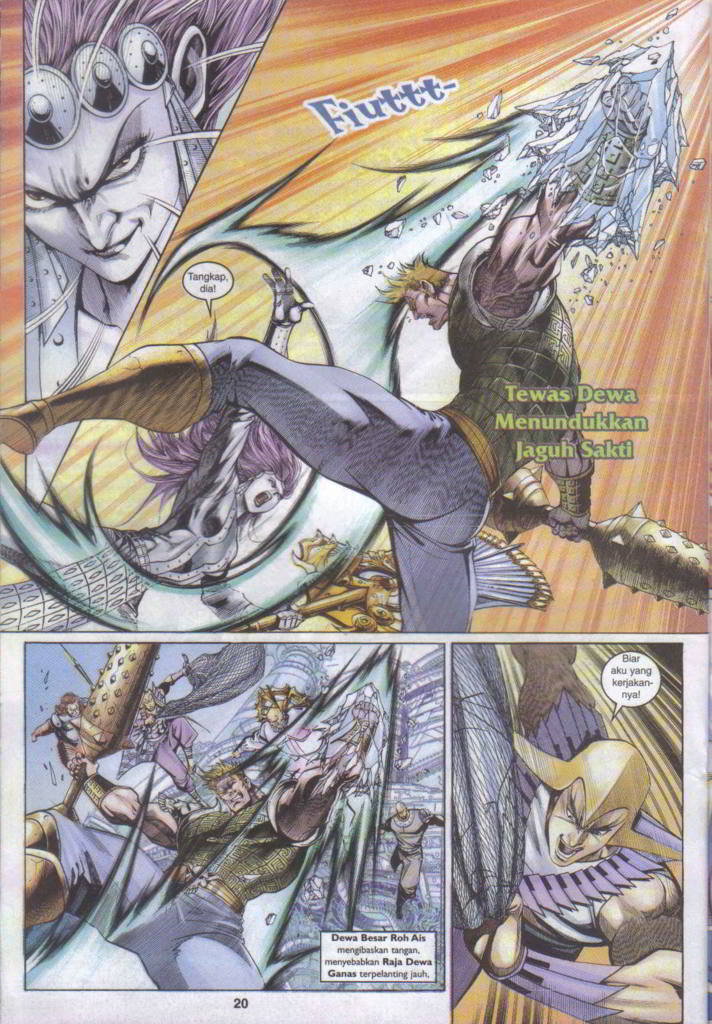 Fiuttt-
Tangkap,
dia!
Tewas Dewa
Menundukkan
Jaguh Sakti
Biar
aku yang
kerjakan-
nya!
Dewa Besar Roh Ais
mengibaskan tangan,
menyebabkan Raja Dewa
Ganas terpelanting jauh,
20